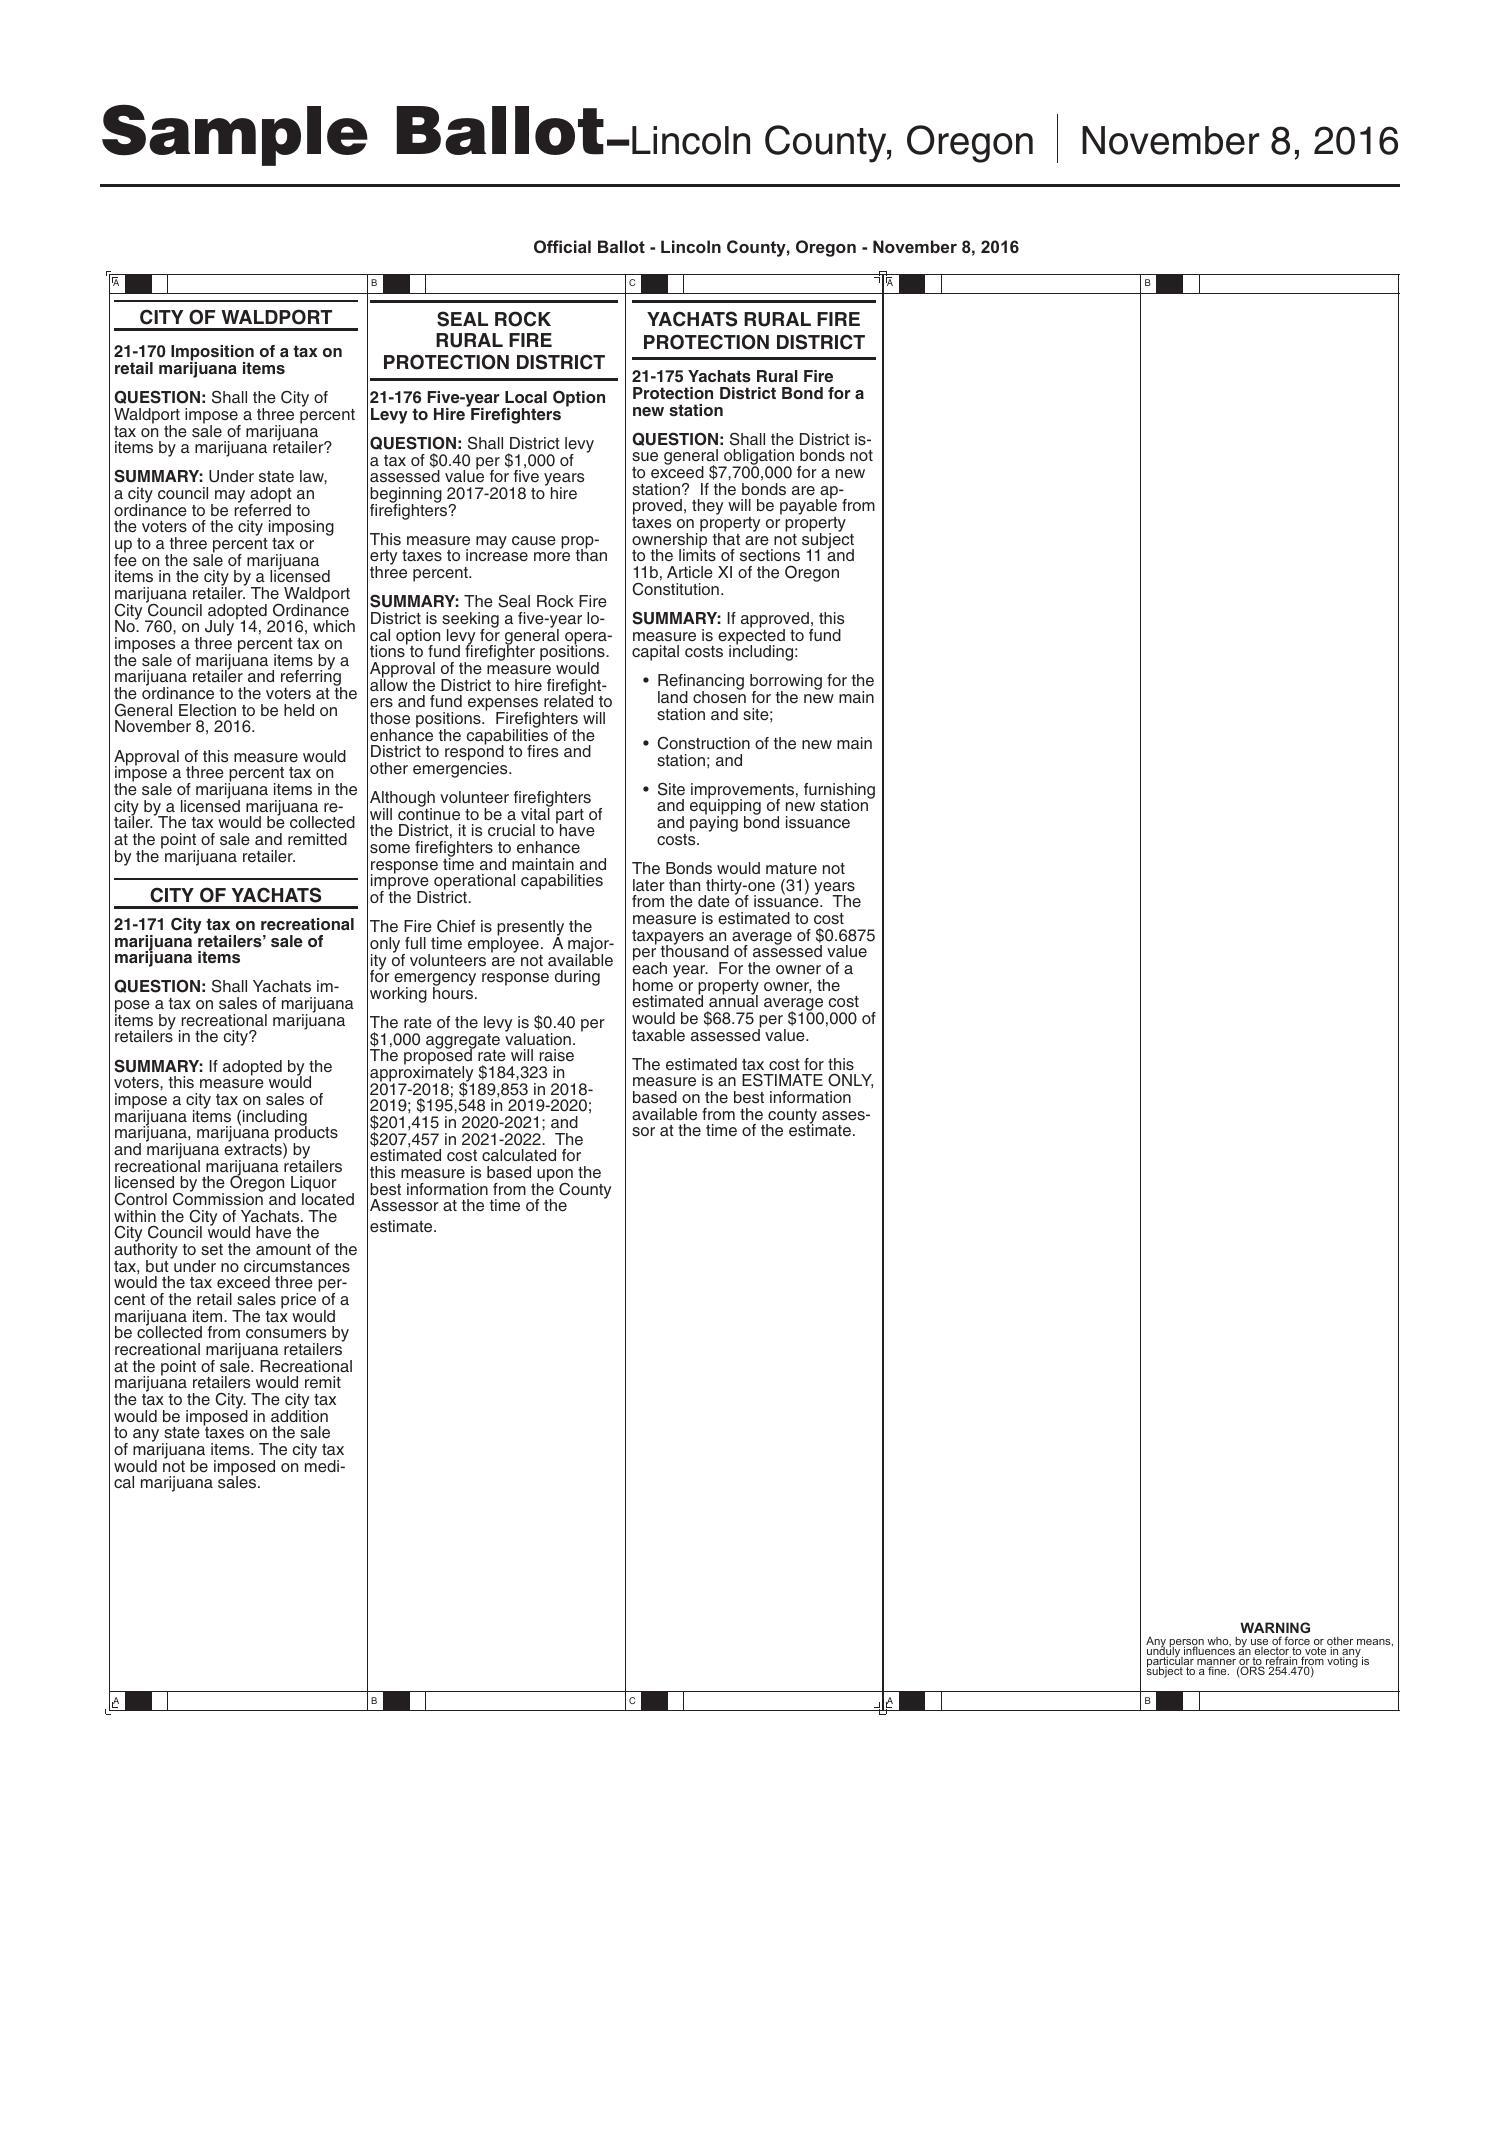 Sample Ballot–Lincoln County, Oregon | November 8, 2016
Official Ballot - Lincoln County, Oregon - November 8, 2016
A
B
C
A
B
CITY OF WALDPORT
21-170 Imposition of a tax on
retail marijuana items
QUESTION: Shall the City of
Waldport impose a three percent
tax on the sale of marijuana
items by a marijuana retailer?
SUMMARY: Under state law,
a city council may adopt an
ordinance to be referred to
the voters of the city imposing
up to a three percent tax or
fee on the sale of marijuana
items in the city by a licensed
marijuana retailer. The Waldport
City Council adopted Ordinance
No. 760, on July 14, 2016, which
imposes a three percent tax on
the sale of marijuana items by a
marijuana retailer and referring
the ordinance to the voters at the
General Election to be held on
November 8, 2016.
Approval of this measure would
impose a three percent tax on
the sale of marijuana items in the
city by a licensed marijuana re-
tailer. The tax would be collected
at the point of sale and remitted
by the marijuana retailer.
CITY OF YACHATS
21-171 City tax on recreational
marijuana retailers' sale of
marijuana items
QUESTION: Shall Yachats im-
pose a tax on sales of marijuana
items by recreational marijuana
retailers in the city?
SUMMARY: If adopted by the
voters, this measure would
impose a city tax on sales of
marijuana items (including
marijuana, marijuana products
and marijuana extracts) by
recreational marijuana retailers
licensed by the Oregon Liquor
Control Commission and located
within the City of Yachats. The
City Council would have the
authority to set the amount of the
tax, but under no circumstances
would the tax exceed three per-
cent of the retail sales price of a
marijuana item. The tax would
be collected from consumers by
recreational marijuana retailers
at the point of sale. Recreational
marijuana retailers would remit
the tax to the City. The city tax
would be imposed in addition
to any state taxes on the sale
of marijuana items. The city tax
would not be imposed on medi-
cal marijuana sales.
SEAL ROCK
RURAL FIRE
PROTECTION DISTRICT
21-176 Five-year Local Option
Levy to Hire Firefighters
QUESTION: Shall District levy
a tax of $0.40 per $1,000 of
assessed value for five years
beginning 2017-2018 to hire
firefighters?
This measure may cause prop-
erty taxes to increase more than
three percent.
SUMMARY: The Seal Rock Fire
District is seeking a five-year lo-
cal option levy for general opera-
tions to fund firefighter positions.
Approval of the measure would
allow the District to hire firefight-
ers and fund expenses related to
those positions.  Firefighters will
enhance the capabilities of the
District to respond to fires and
other emergencies.
Although volunteer firefighters
will continue to be a vital part of
the District, it is crucial to have
some firefighters to enhance
response time and maintain and
improve operational capabilities
of the District.
The Fire Chief is presently the
only full time employee.  A major-
ity of volunteers are not available
for emergency response during
working hours.
The rate of the levy is $0.40 per
$1,000 aggregate valuation.
The proposed rate will raise
approximately $184,323 in
2017-2018; $189,853 in 2018-
2019; $195,548 in 2019-2020;
$201,415 in 2020-2021; and
$207,457 in 2021-2022.  The
estimated cost calculated for
this measure is based upon the
best information from the County
Assessor at the time of the
estimate.
YACHATS RURAL FIRE
PROTECTION DISTRICT
21-175 Yachats Rural Fire
Protection District Bond for a
new station
QUESTION: Shall the District is-
sue general obligation bonds not
to exceed $7,700,000 for a new
station?  If the bonds are ap-
proved, they will be payable from
taxes on property or property
ownership that are not subject
to the limits of sections 11 and
11b, Article XI of the Oregon
Constitution.
SUMMARY: If approved, this
measure is expected to fund
capital costs including:
• Refinancing borrowing for the
land chosen for the new main
station and site;
• Construction of the new main
station; and
• Site improvements, furnishing
and equipping of new station
and paying bond issuance
costs.
The Bonds would mature not
later than thirty-one (31) years
from the date of issuance.  The
measure is estimated to cost
taxpayers an average of $0.6875
per thousand of assessed value
each year.  For the owner of a
home or property owner, the
estimated annual average cost
would be $68.75 per $100,000 of
taxable assessed value.
The estimated tax cost for this
measure is an ESTIMATE ONLY,
based on the best information
available from the county asses-
sor at the time of the estimate.
WARNING
Any person who, by use of force or other means,
unduly influences an elector to vote in any
particular manner or to refrain from voting is
subject to a fine.  (ORS 254.470)
A
B
C
A
B